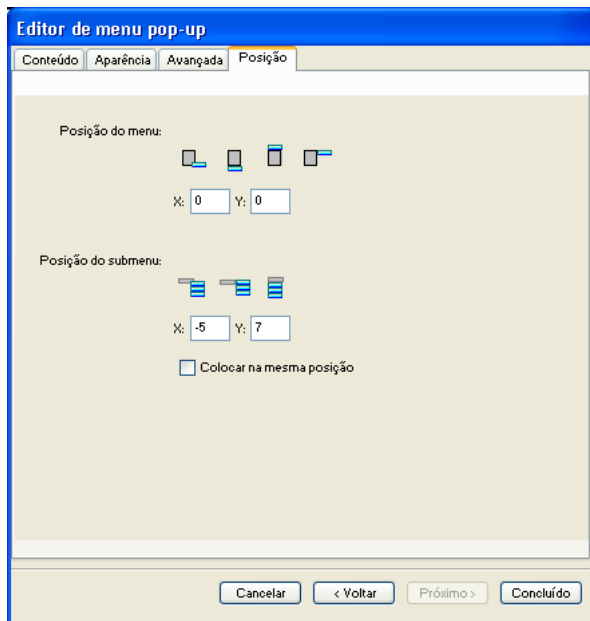 Editor de menu pop-up
Conteúdo Aparência Avançada Posição
Posição do menu:
X: 0 Y: 0
Posição do submenu:
X: -5 Y: 7
Colocar na mesma posição
Cancelar < Voltar Próximo > Concluído